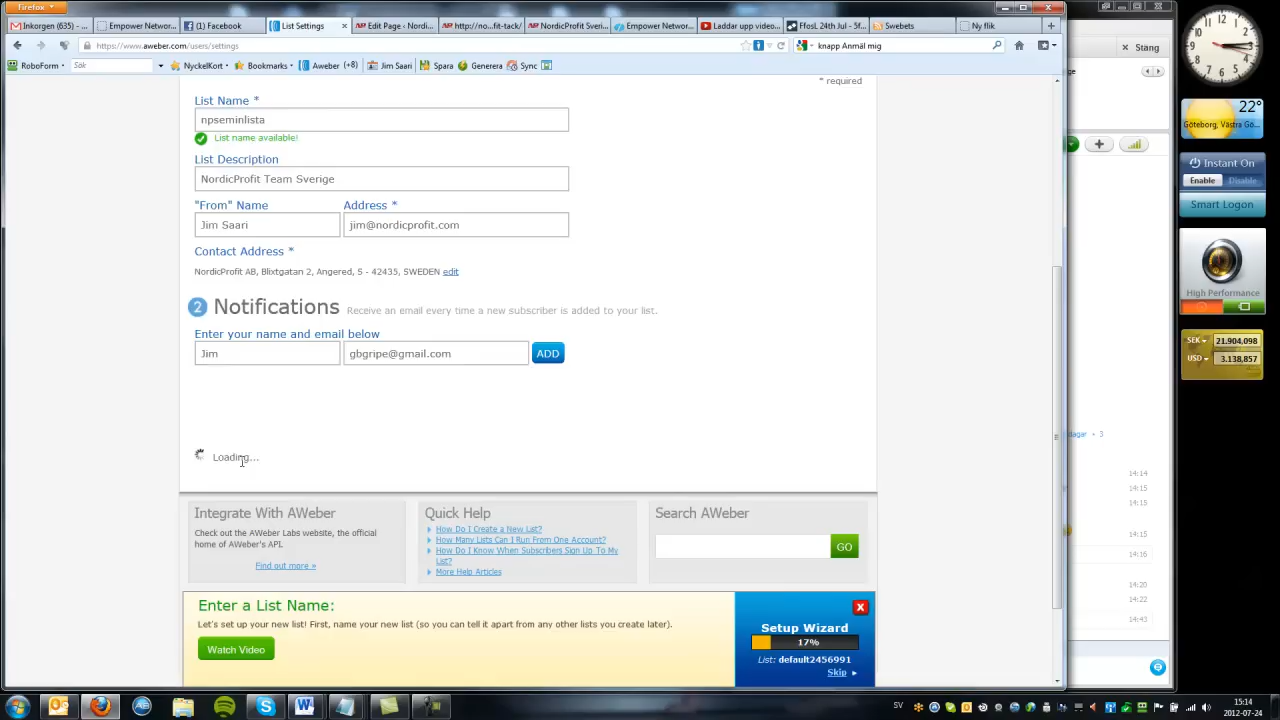 Firefox
Inkorgen (635) - ...
Empower Network...
(1) Facebook
List Settings
Edit Page ‹ Nordi...
http://no...fit-tack/
NordicProfit Sveri...
Empower Networ...
Laddar upp video...
FfosL 24th Jul - 3f...
Swebets
Ny flik
https://www.aweber.com/users/settings
knapp Anmäl mig
RoboForm
Sök
NyckelKort
Bookmarks
Aweber (+8)
Jim Saari
Spara
Generera
Sync
* required
List Name *
npseminlista
List name available!
List Description
NordicProfit Team Sverige
"From" Name
Address *
Jim Saari
jim@nordicprofit.com
Contact Address *
NordicProfit AB, Blixtgatan 2, Angered, 5 - 42435, SWEDEN edit
2 Notifications Receive an email every time a new subscriber is added to your list.
Enter your name and email below
Jim
gbgripe@gmail.com
ADD
Loading...
Integrate With AWeber
Check out the AWeber Labs website, the official
home of AWeber's API.
Find out more »
Quick Help
How Do I Create a New List?
How Many Lists Can I Run From One Account?
How Do I Know When Subscribers Sign Up To My
List?
More Help Articles
Search AWeber
GO
Enter a List Name:
Let's set up your new list! First, name your new list (so you can tell it apart from any other lists you create later).
Watch Video
X
Setup Wizard
17%
List: default2456991
Skip
Stäng
dagar • 3
14:14
14:15
14:15
14:15
14:16
14:20
14:22
14:43
22°
Göteborg, Västra Gö...
Instant On
Enable
Disable
Smart Logon
High Performance
SEK
21.904,098
USD
3.138,857
SV
15:14
2012-07-24